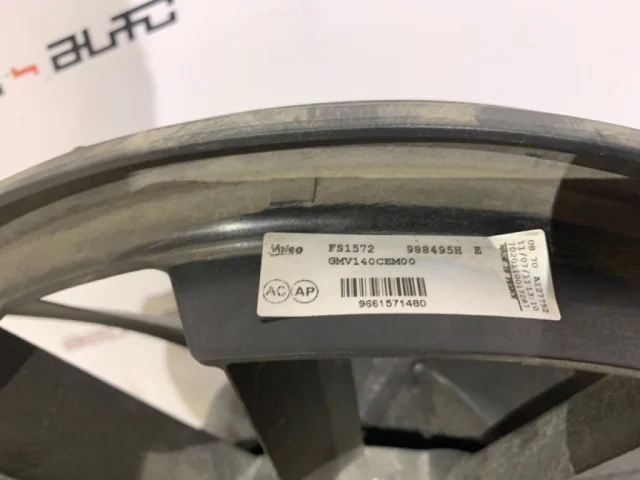 AUTO
Valeo FS1572 988495H E
GMV140CEM00
AC AP
9661571480